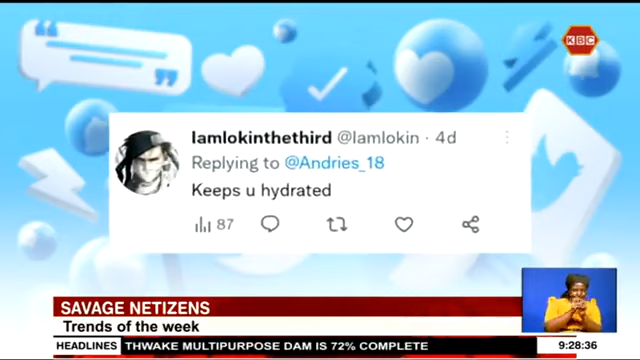 KBC
Iamlokinthethird @Iamlokin · 4d
Replying to @Andries_18
Keeps u hydrated
87
SAVAGE NETIZENS
Trends of the week
HEADLINES THWAKE MULTIPURPOSE DAM IS 72% COMPLETE 9:28:36